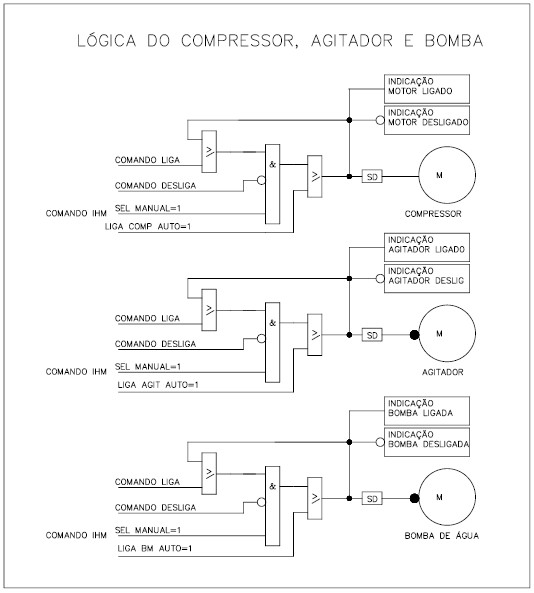 LÓGICA DO COMPRESSOR, AGITADOR E BOMBA
INDICAÇÃO
MOTOR LIGADO
INDICAÇÃO
MOTOR DESLIGADO
≥
&
COMANDO LIGA
≥
SD
M
COMANDO DESLIGA
COMANDO IHM
SEL MANUAL=1
COMPRESSOR
LIGA COMP AUTO=1
INDICAÇÃO
AGITADOR LIGADO
INDICAÇÃO
AGITADOR DESLIG
≥
&
COMANDO LIGA
≥
SD
M
COMANDO DESLIGA
COMANDO IHM
SEL MANUAL=1
AGITADOR
LIGA AGIT AUTO=1
INDICAÇÃO
BOMBA LIGADA
INDICAÇÃO
BOMBA DESLIGADA
≥
&
COMANDO LIGA
≥
SD
M
COMANDO DESLIGA
COMANDO IHM
SEL MANUAL=1
BOMBA DE ÁGUA
LIGA BM AUTO=1